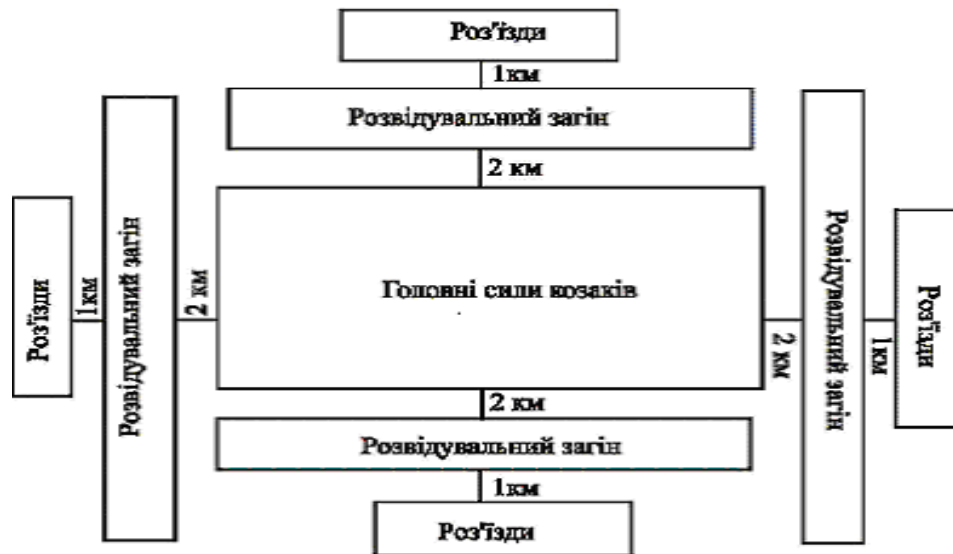 Роз'їзди
1км
Розвідувальний загін
2 км
Роз'їзди
1км
Розвідувальний загін
2 км
Головні сили козаків
2 км
Розвідувальний загін
1км
Роз'їзди
2 км
Розвідувальний загін
1км
Роз'їзди